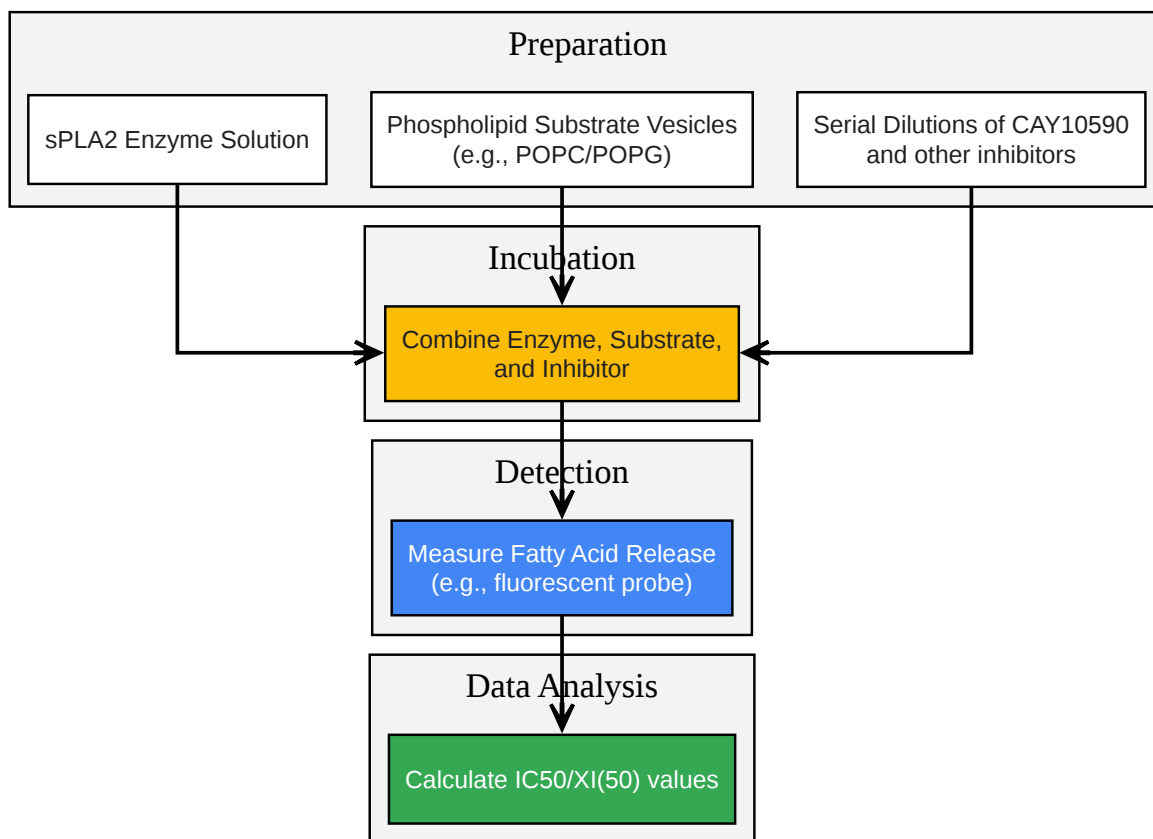 Preparation
sPLA2 Enzyme Solution
Phospholipid Substrate Vesicles
(e.g., POPC/POPG)
Serial Dilutions of CAY10590
and other inhibitors
Incubation
Combine Enzyme, Substrate,
and Inhibitor
Detection
Measure Fatty Acid Release
(e.g., fluorescent probe)
Data Analysis
Calculate IC50/XI(50) values